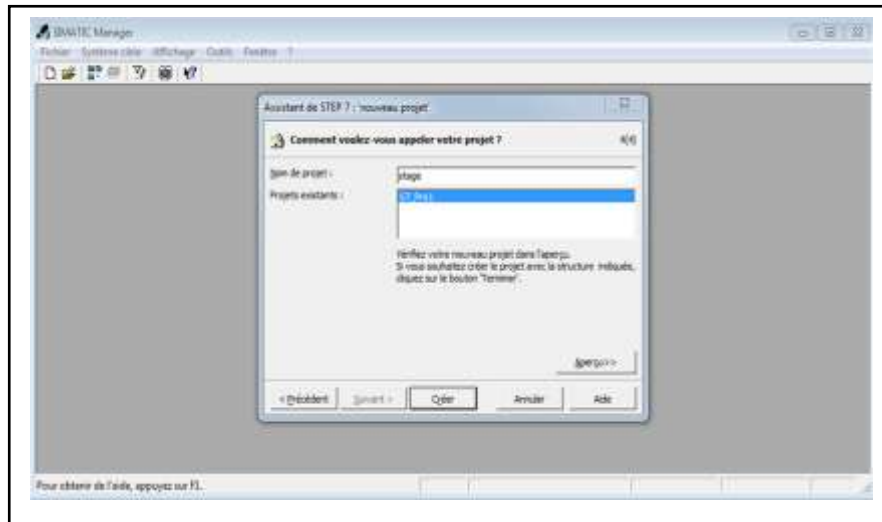 SIMATIC Manager
Fichier Système cible Affichage Outils Fenêtre ?
Assistant de STEP 7 : 'nouveau projet'
Comment voulez-vous appeler votre projet ? 4(4)
Nom de projet : stage
Projets existants :
Vérifiez votre nouveau projet dans l'aperçu.
Si vous souhaitez créer le projet avec la structure indiquée,
cliquez sur le bouton "Terminer".
Aperçu>>
< Précédent Suivant > Créer Annuler Aide
Pour obtenir de l'aide, appuyez sur F1.